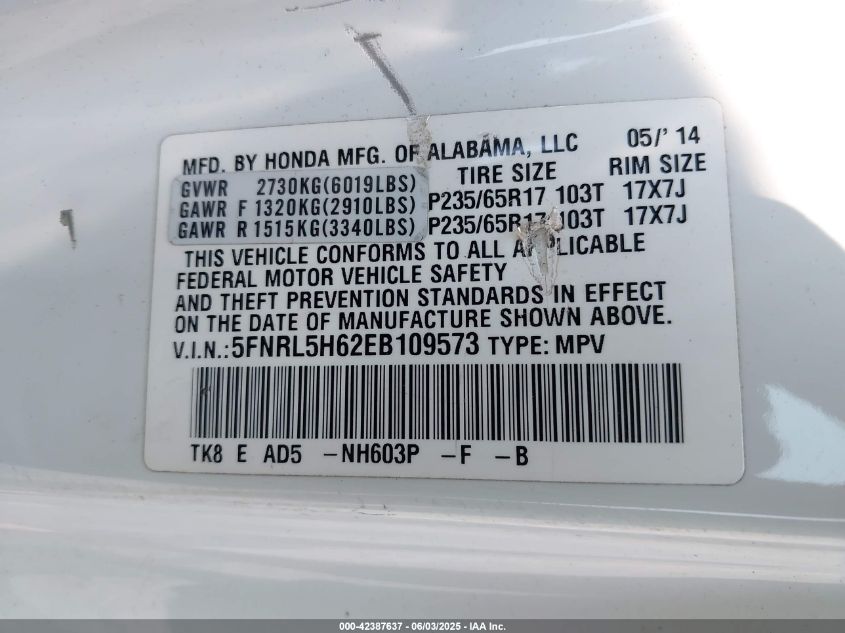 MFD. BY HONDA MFG. OF ALABAMA, LLC 05/' 14
TIRE SIZE RIM SIZE
GVWR 2730KG(6019LBS)
GAWR F 1320KG(2910LBS) P235/65R17 103T 17X7J
GAWR R 1515KG(3340LBS) P235/65R17 103T 17X7J
THIS VEHICLE CONFORMS TO ALL APPLICABLE
FEDERAL MOTOR VEHICLE SAFETY
AND THEFT PREVENTION STANDARDS IN EFFECT
ON THE DATE OF MANUFACTURE SHOWN ABOVE.
V.I.N.: 5FNRL5H62EB109573 TYPE: MPV
TK8 E AD5 -NH603P -F -B
000-42387637 - 06/03/2025 - IAA Inc.